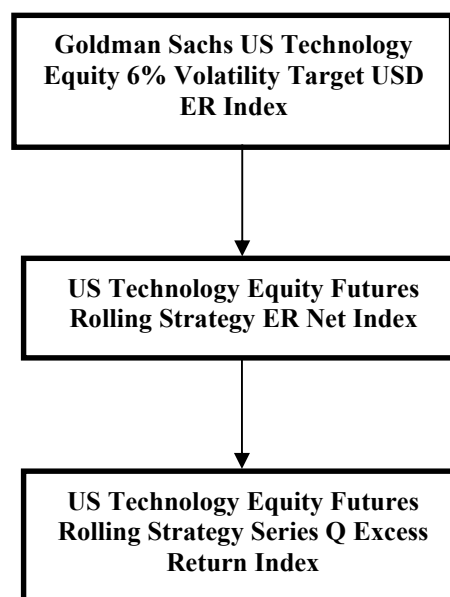 Goldman Sachs US Technology
Equity 6% Volatility Target USD
ER Index
US Technology Equity Futures
Rolling Strategy ER Net Index
US Technology Equity Futures
Rolling Strategy Series Q Excess
Return Index